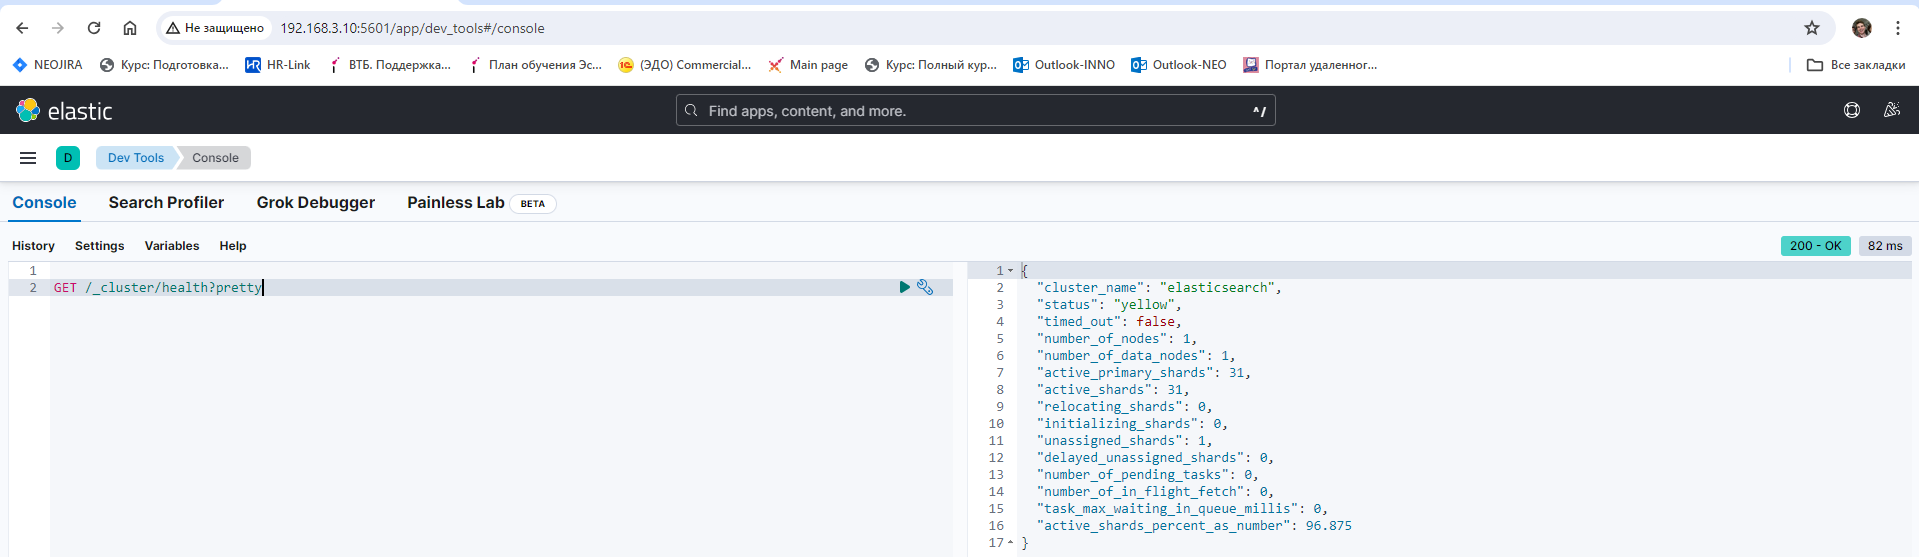 Не защищено 192.168.3.10:5601/app/dev_tools#/console
NEOJIRA Курс: Подготовка... HR-Link ВТБ. Поддержка... План обучения Эс... (ЭДО) Commercial... Main page Курс: Полный кур... Outlook-INNO Outlook-NEO Портал удаленног... Все закладки
elastic Find apps, content, and more. ^/
D Dev Tools Console
Console Search Profiler Grok Debugger Painless Lab BETA
History Settings Variables Help 200 - OK 82 ms
1
2 GET /_cluster/health?pretty
1 {
2 "cluster_name": "elasticsearch",
3 "status": "yellow",
4 "timed_out": false,
5 "number_of_nodes": 1,
6 "number_of_data_nodes": 1,
7 "active_primary_shards": 31,
8 "active_shards": 31,
9 "relocating_shards": 0,
10 "initializing_shards": 0,
11 "unassigned_shards": 1,
12 "delayed_unassigned_shards": 0,
13 "number_of_pending_tasks": 0,
14 "number_of_in_flight_fetch": 0,
15 "task_max_waiting_in_queue_millis": 0,
16 "active_shards_percent_as_number": 96.875
17 }